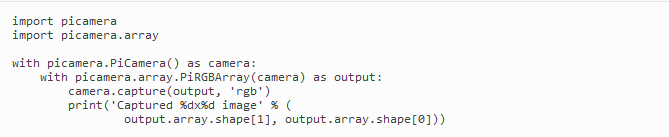 import picamera
import picamera.array

with picamera.PiCamera() as camera:
    with picamera.array.PiRGBArray(camera) as output:
        camera.capture(output, 'rgb')
        print('Captured %dx%d image' % (
                output.array.shape[1], output.array.shape[0]))